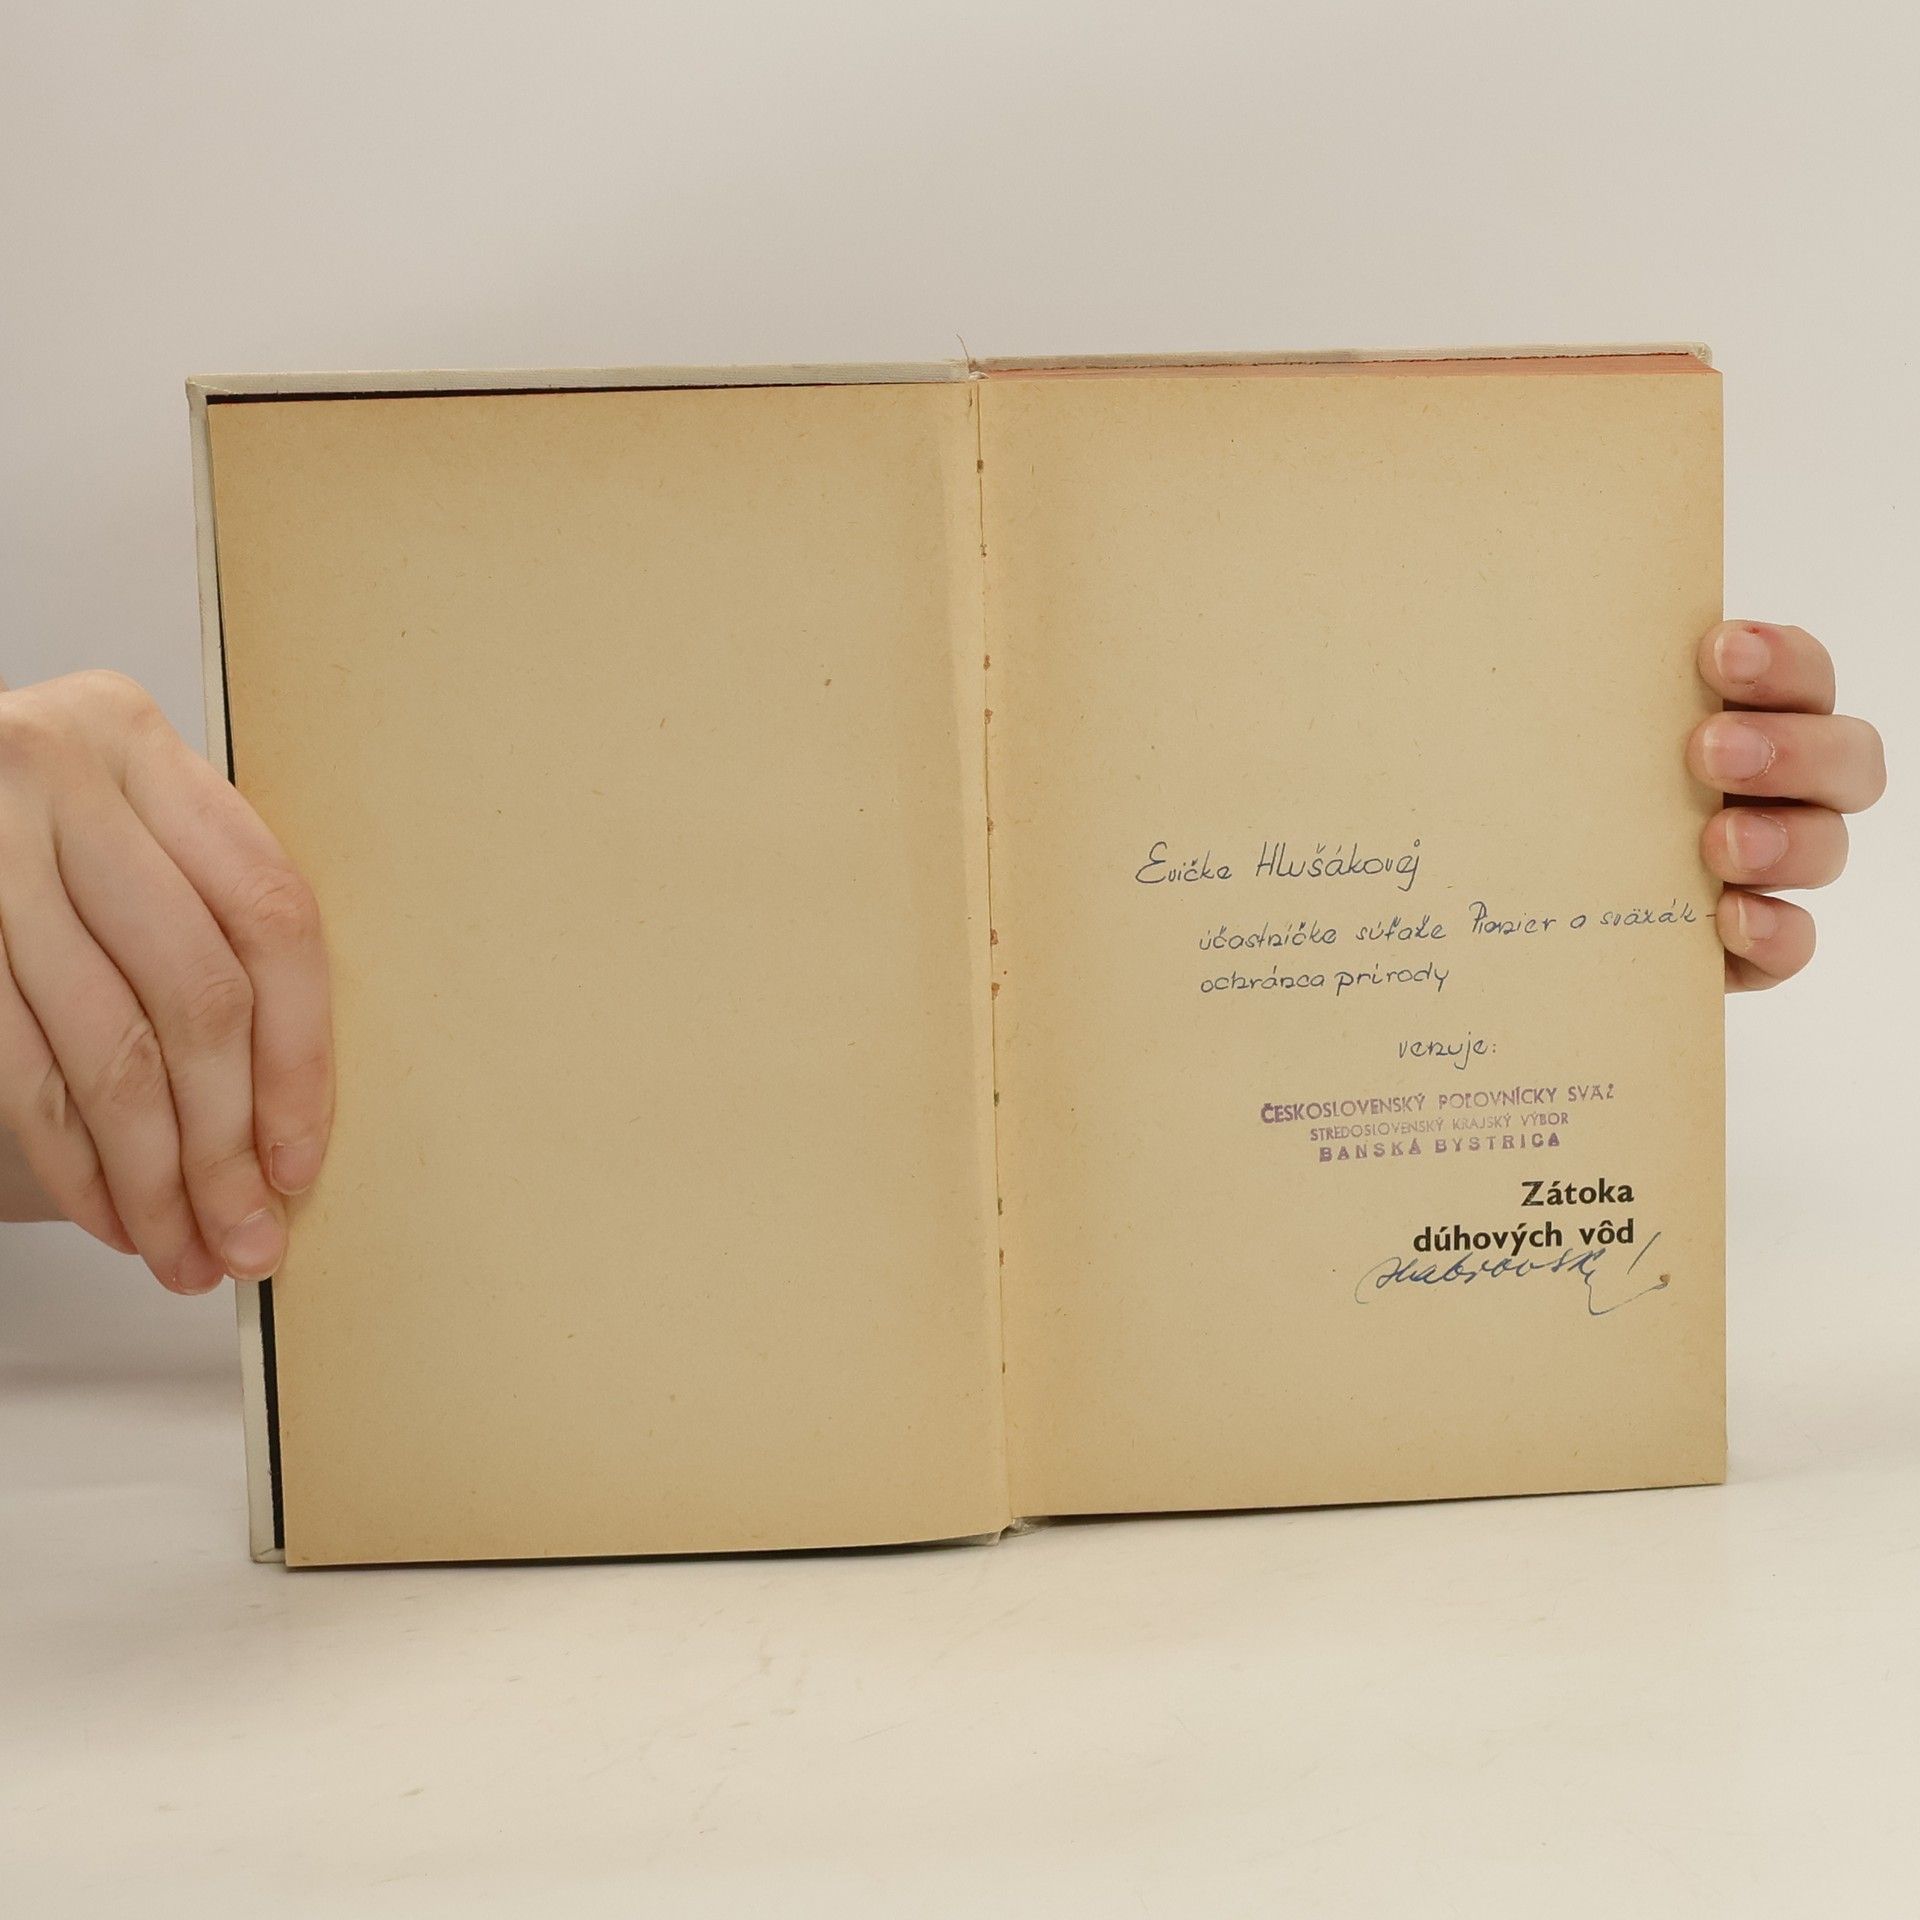 Evičke Hlušákovej
účastníčke súťaže Pionier a sväzák -
ochránca prírody
venuje:
ČESKOSLOVENSKÝ POĽOVNÍCKY SVÄZ
STREDOSLOVENSKÝ KRAJSKÝ VÝBOR
BANSKÁ BYSTRICA
Zátoka
dúhových vôd